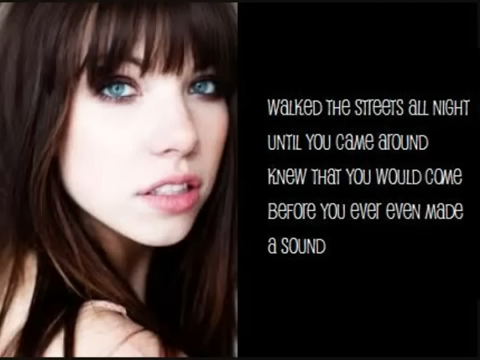 WALKED THE STREETS ALL NIGHT
UNTIL YOU CAME AROUND
KNEW THAT YOU WOULD COME
BEFORE YOU EVER EVEN MADE
A SOUND